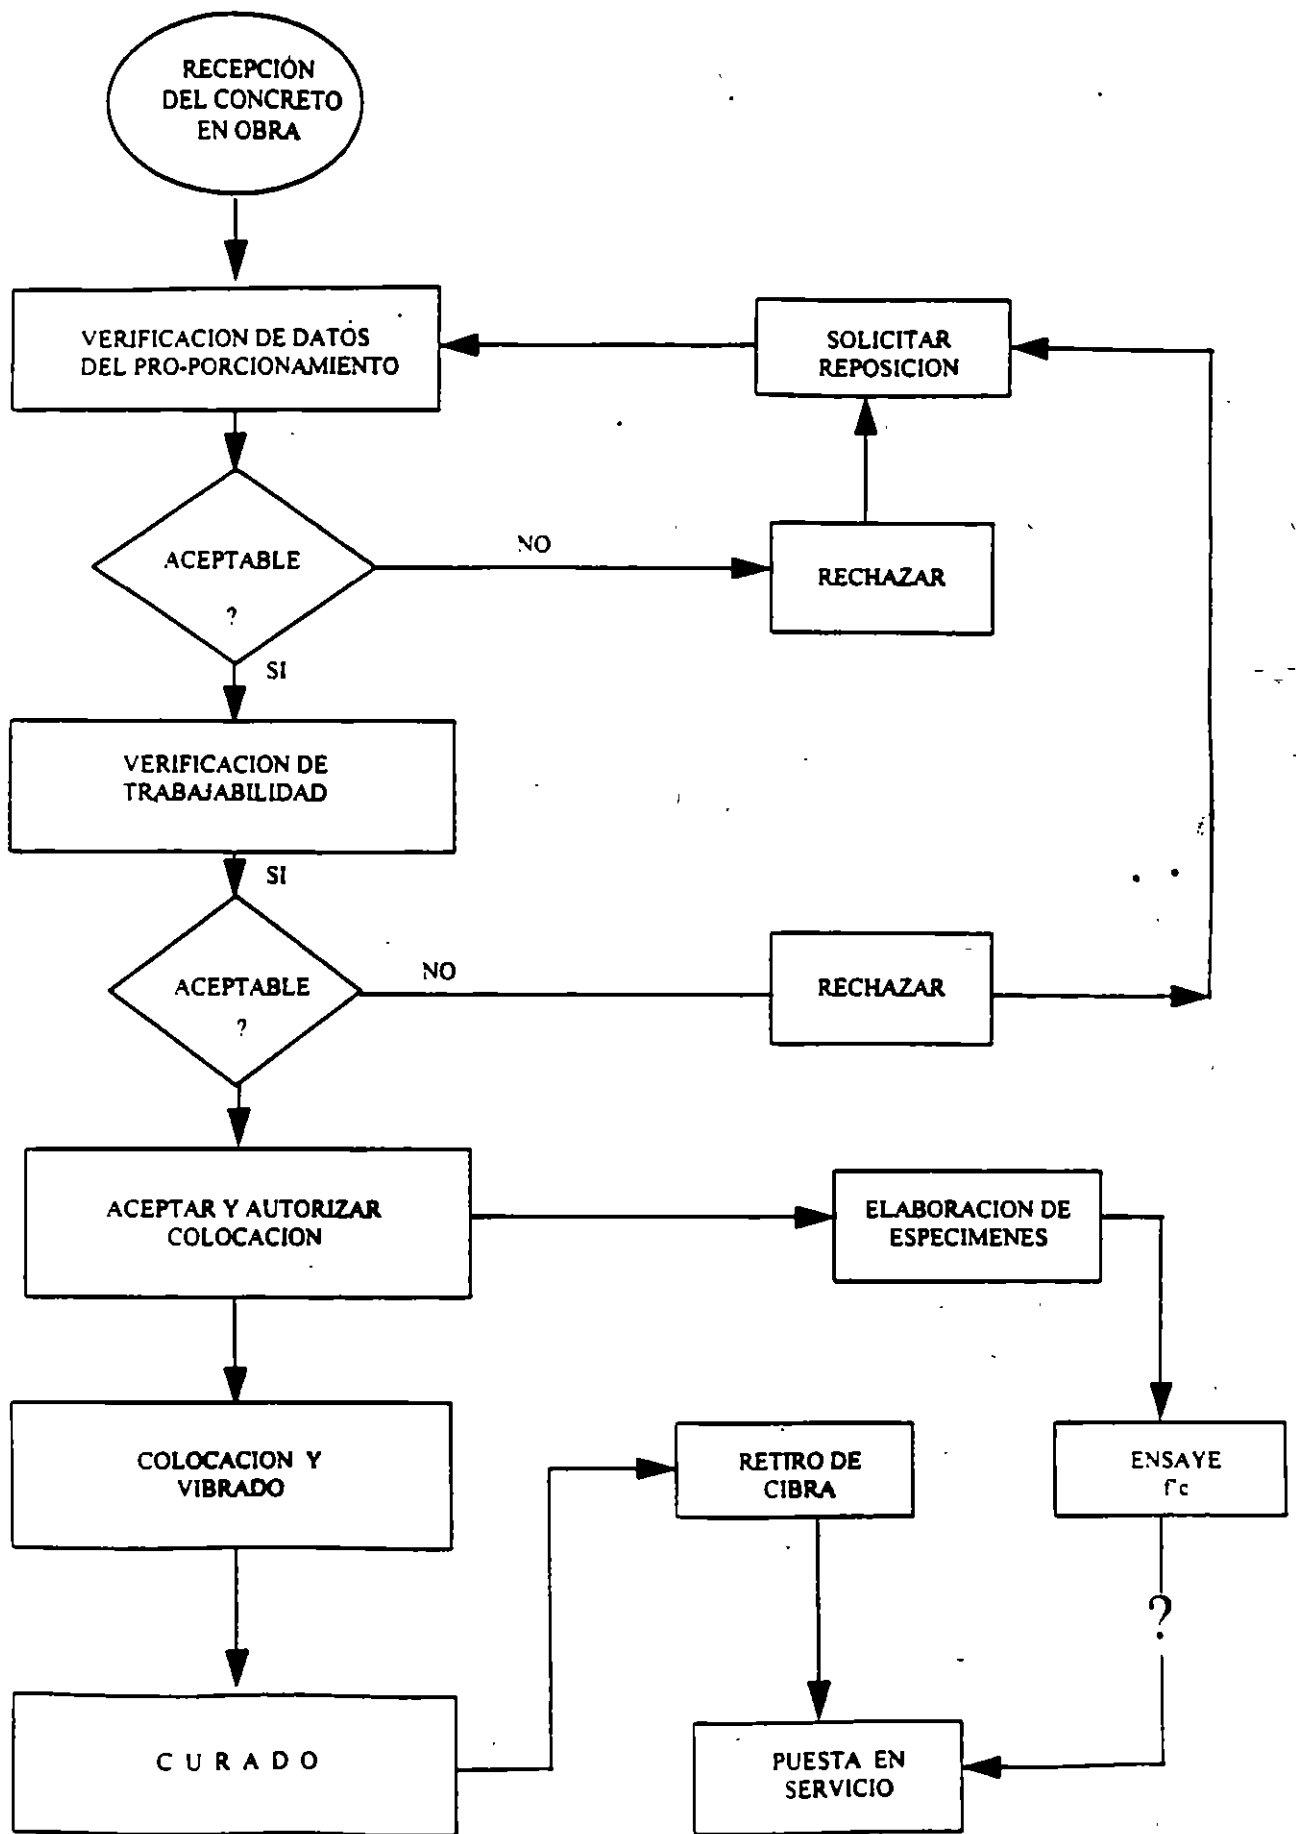 RECEPCIÓN
DEL CONCRETO
EN OBRA
VERIFICACION DE DATOS
DEL PRO-PORCIONAMIENTO
SOLICITAR
REPOSICION
ACEPTABLE
?
NO
RECHAZAR
SI
VERIFICACION DE
TRABAJABILIDAD
SI
ACEPTABLE
?
NO
RECHAZAR
ACEPTAR Y AUTORIZAR
COLOCACION
ELABORACION DE
ESPECIMENES
COLOCACION Y
VIBRADO
RETIRO DE
CIBRA
ENSAYE
f'c
?
C U R A D O
PUESTA EN
SERVICIO